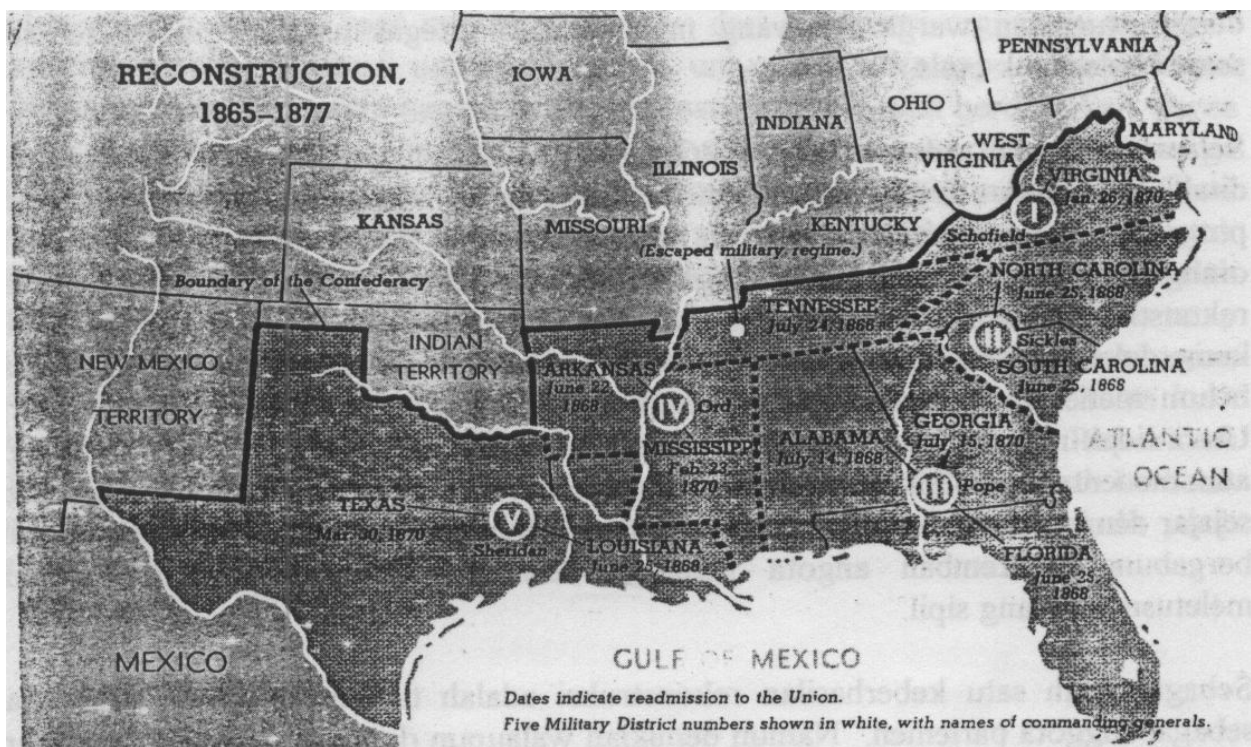 RECONSTRUCTION,
1865–1877
IOWA
PENNSYLVANIA
OHIO
INDIANA
ILLINOIS
WEST
VIRGINIA
MARYLAND
VIRGINIA
Jan. 26, 1870
I
Schofield
KANSAS
MISSOURI
KENTUCKY
(Escaped military regime.)
Boundary of the Confederacy
NORTH CAROLINA
June 25, 1868
TENNESSEE
July 24, 1866
II
Sickles
NEW MEXICO
TERRITORY
INDIAN
TERRITORY
ARKANSAS
June 22
1868
SOUTH CAROLINA
June 25, 1868
IV
Ord
GEORGIA
July 15, 1870
MISSISSIPPI
Feb. 23
1870
ALABAMA
July 14, 1868
ATLANTIC
OCEAN
III
Pope
TEXAS
Mar. 30, 1870
V
Sheridan
LOUISIANA
June 25, 1868
FLORIDA
June 25,
1868
MEXICO
GULF OF MEXICO
Dates indicate readmission to the Union.
Five Military District numbers shown in white, with names of commanding generals.